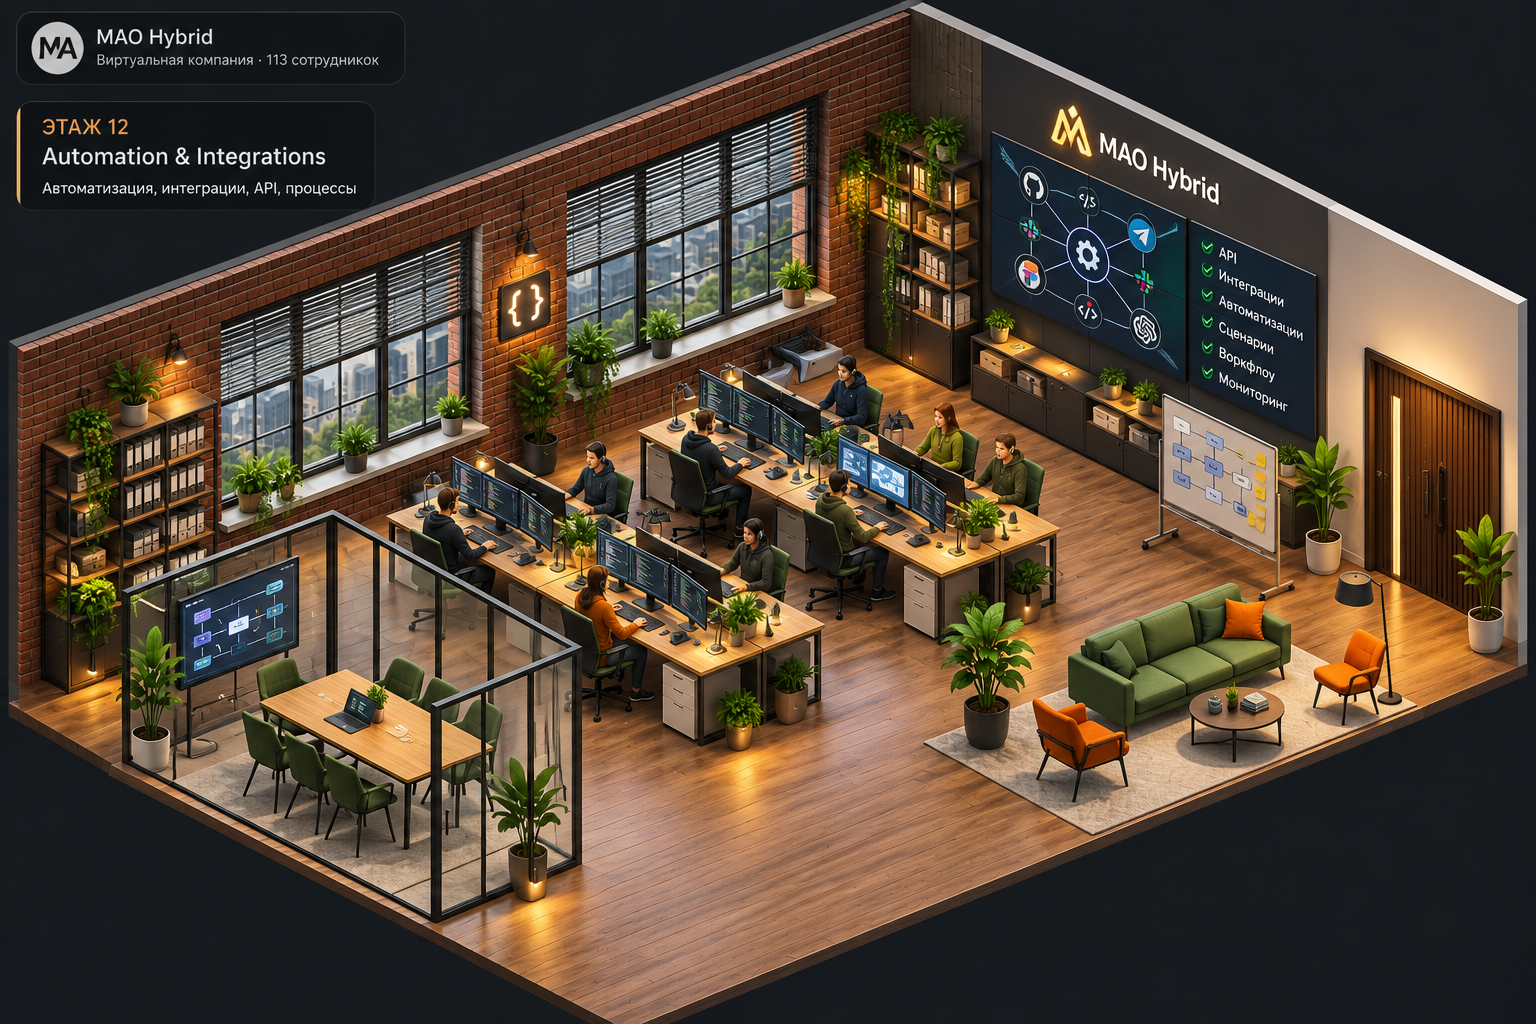 MA
MAO Hybrid
Виртуальная компания · 113 сотрудникок
ЭТАЖ 12
Automation & Integrations
Автоматизация, интеграции, API, процессы
{ }
MAO Hybrid
</>
</>
API
Интеграции
Автоматизации
Сценарии
Воркфлоу
Мониторинг